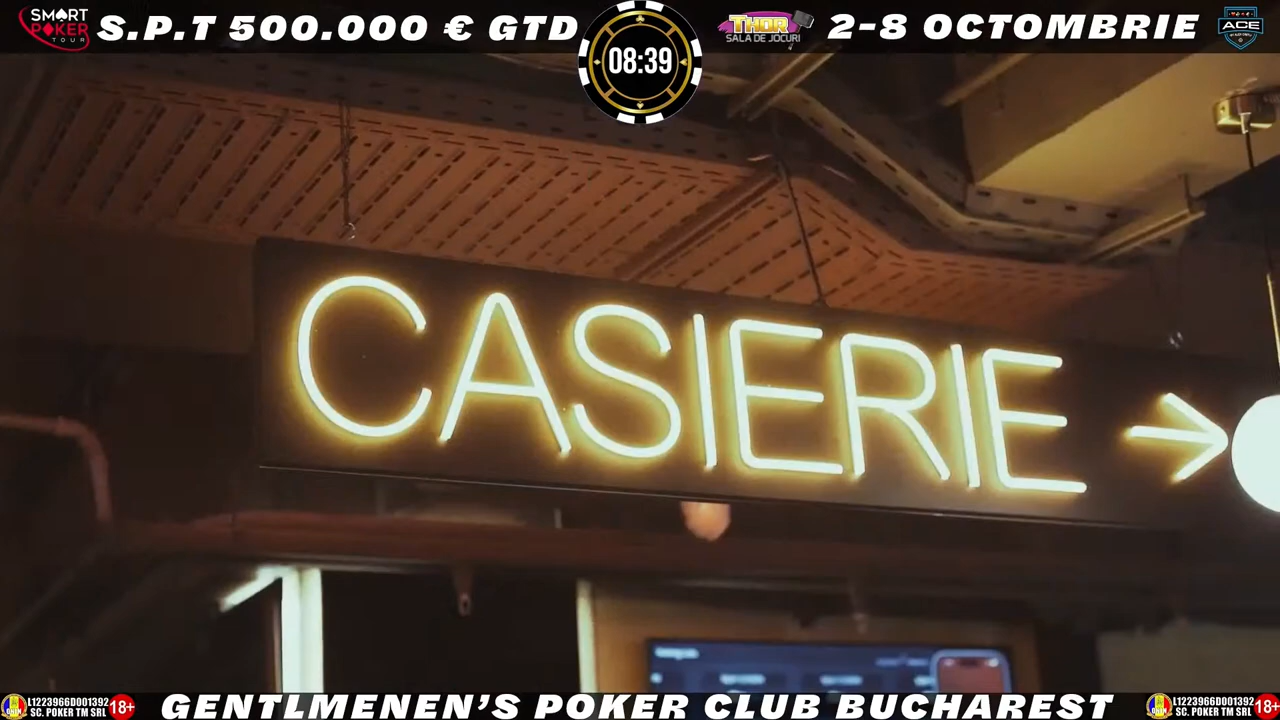 SMART
POKER
TOUR
S.P.T 500.000 € GTD
08:39
THOR
SALA DE JOCURI
2-8 OCTOMBRIE
ACE
CASIERIE →
L1223966D001392
SC. POKER TM SRL
18+
GENTLMENEN'S POKER CLUB BUCHAREST
L1223966D001392
SC. POKER TM SRL
18+